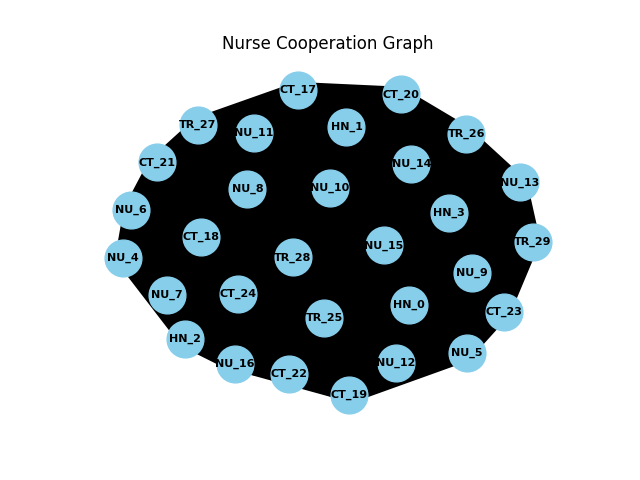 Nurse Cooperation Graph
CT_17
CT_20
TR_27
NU_11
HN_1
TR_26
CT_21
NU_14
NU_13
NU_8
NU_10
NU_6
HN_3
CT_18
NU_15
TR_29
NU_4
TR_28
NU_9
NU_7
CT_24
HN_0
CT_23
TR_25
HN_2
NU_5
NU_16
NU_12
CT_22
CT_19